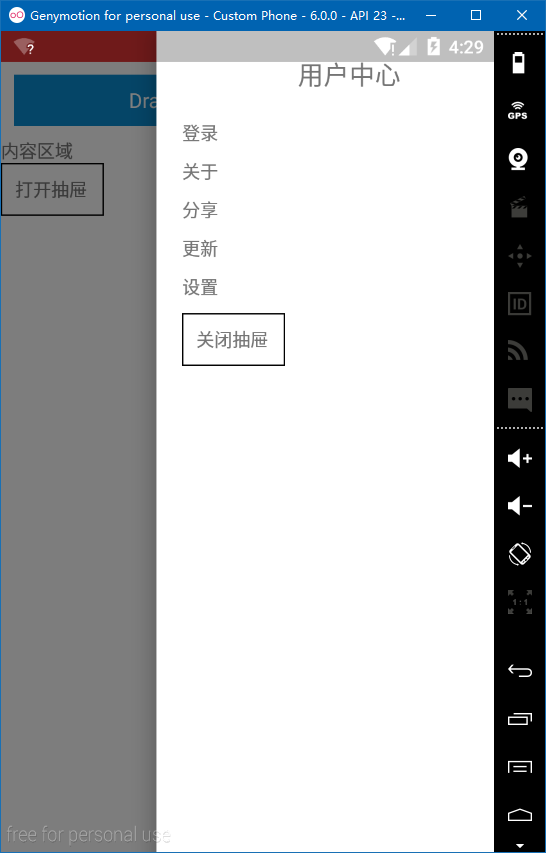 Genymotion for personal use - Custom Phone - 6.0.0 - API 23 -...
4:29
用户中心
Dra
内容区域
打开抽屉
登录
关于
分享
更新
设置
关闭抽屉
GPS
ID
1:1
free for personal use